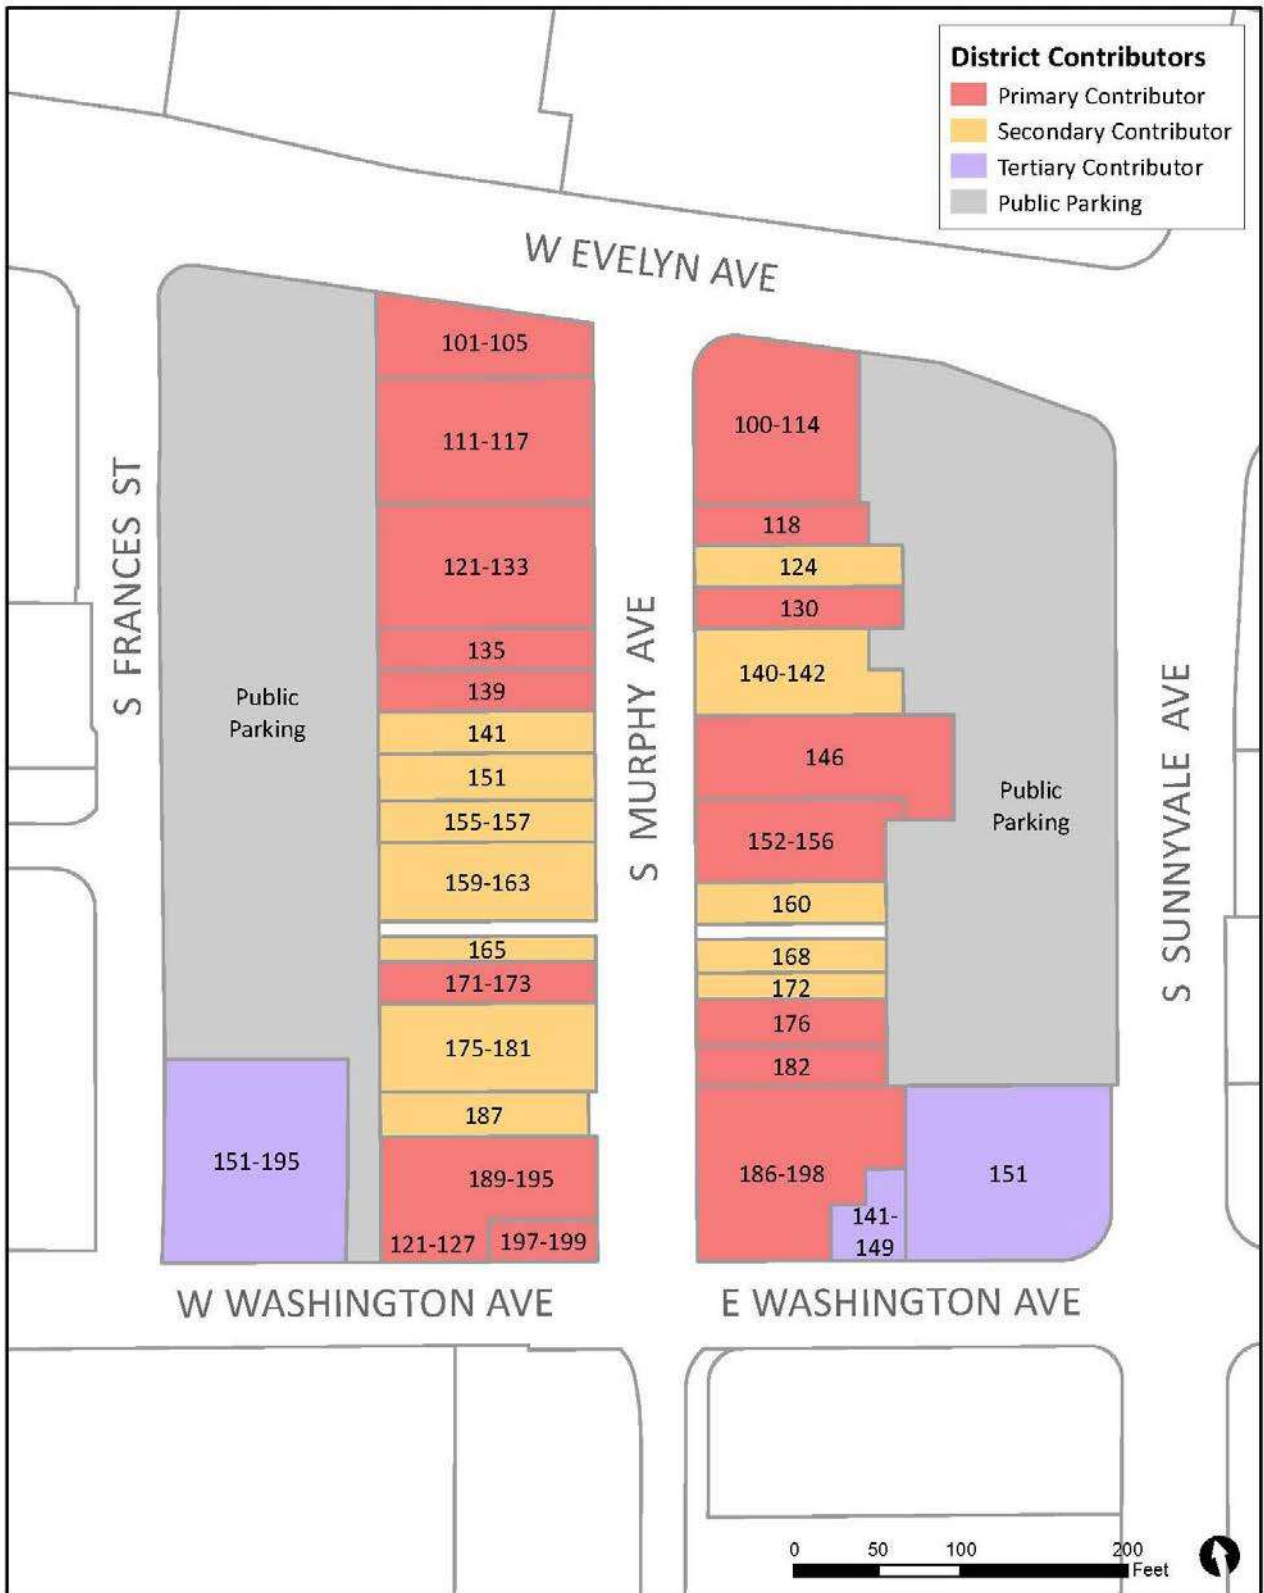 District Contributors
Primary Contributor
Secondary Contributor
Tertiary Contributor
Public Parking
W EVELYN AVE
S FRANCES ST
S MURPHY AVE
S SUNNYVALE AVE
W WASHINGTON AVE
E WASHINGTON AVE
Public
Parking
101-105
111-117
121-133
135
139
141
151
155-157
159-163
165
171-173
175-181
187
189-195
121-127
197-199
151-195
100-114
118
124
130
140-142
146
152-156
160
168
172
176
182
186-198
141-
149
151
Public
Parking
0 50 100 200
Feet